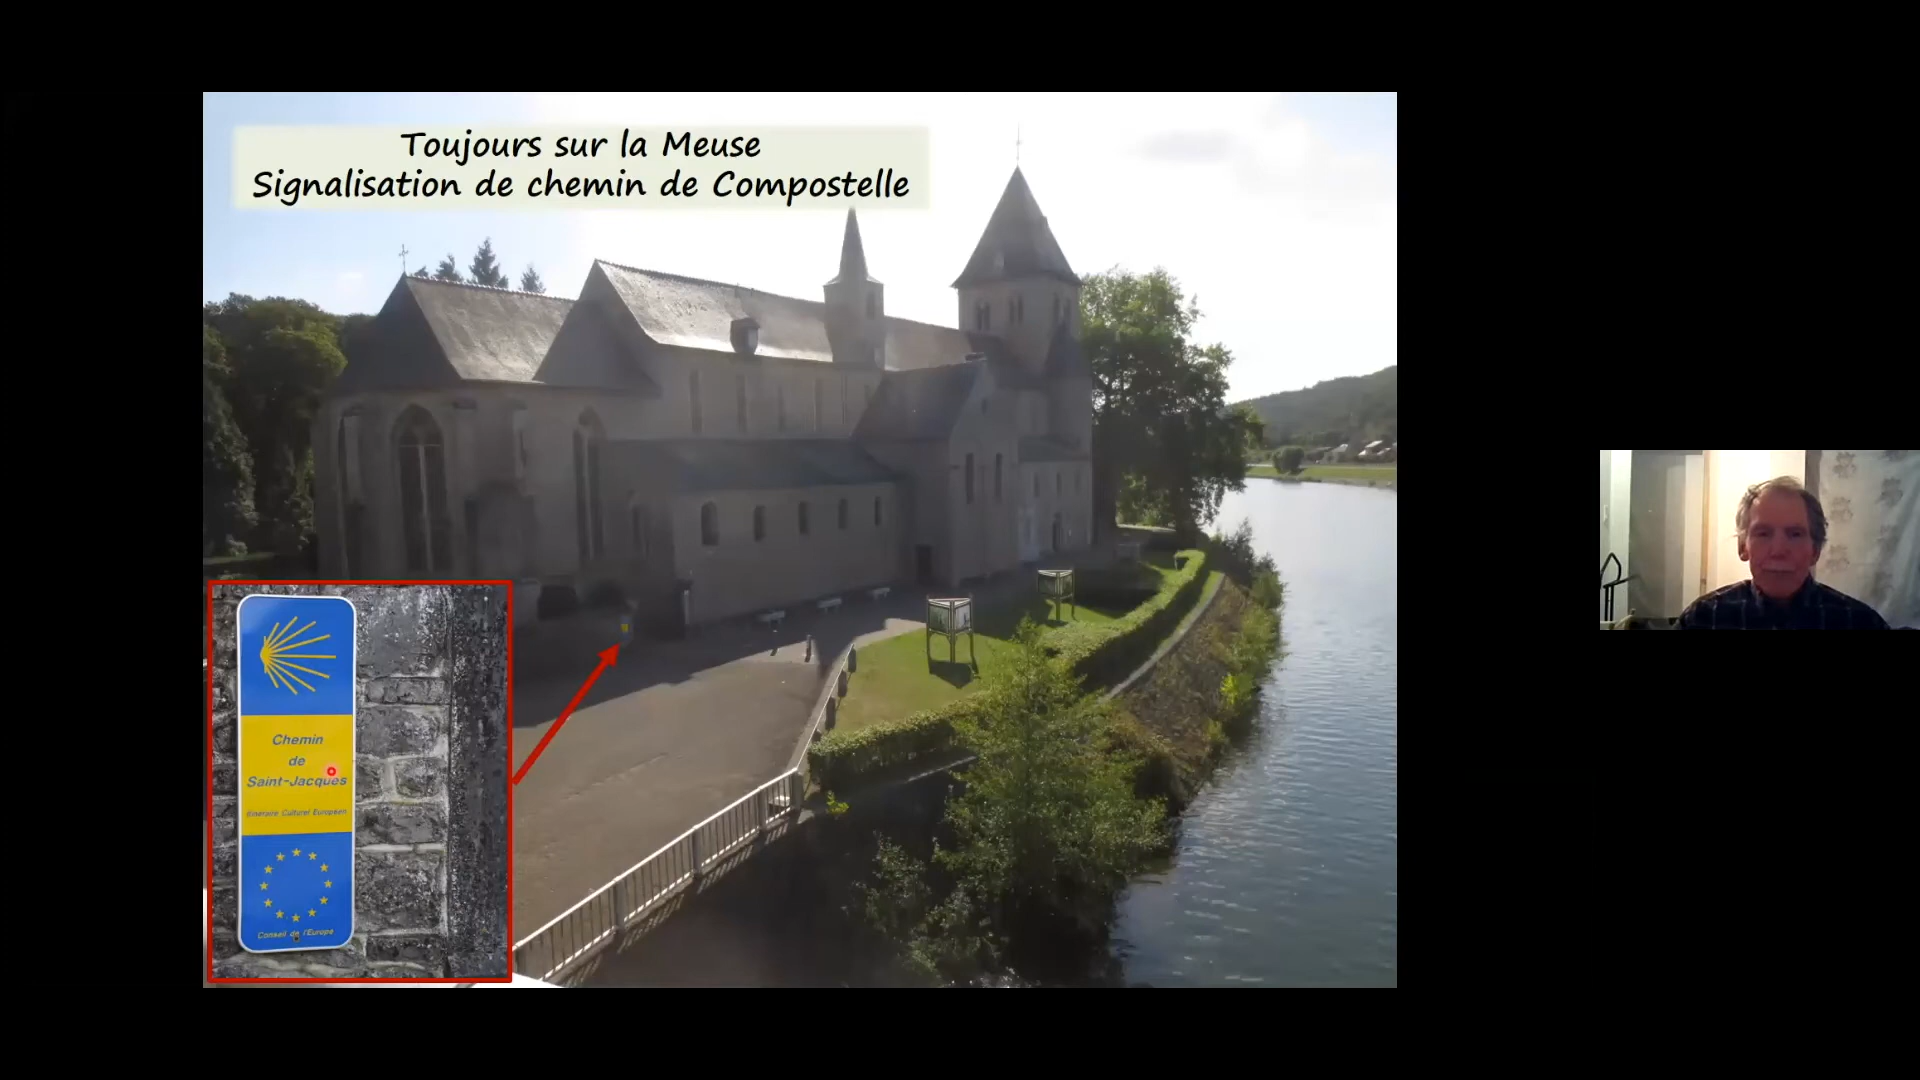 Toujours sur la Meuse
Signalisation de chemin de Compostelle
Chemin
de
Saint-Jacques
Itinéraire Culturel Européen
Conseil de l'Europe